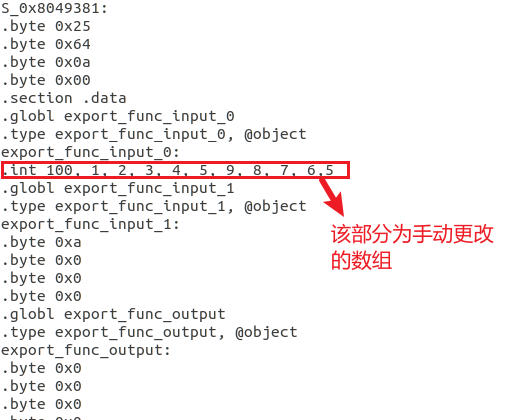 S_0x8049381:
.byte 0x25
.byte 0x64
.byte 0x0a
.byte 0x00
.section .data
.globl export_func_input_0
.type export_func_input_0, @object
export_func_input_0:
.int 100, 1, 2, 3, 4, 5, 9, 8, 7, 6,5
.globl export_func_input_1
.type export_func_input_1, @object
export_func_input_1:
.byte 0xa
.byte 0x0
.byte 0x0
.byte 0x0
.globl export_func_output
.type export_func_output, @object
export_func_output:
.byte 0x0
.byte 0x0
.byte 0x0
该部分为手动更改
的数组